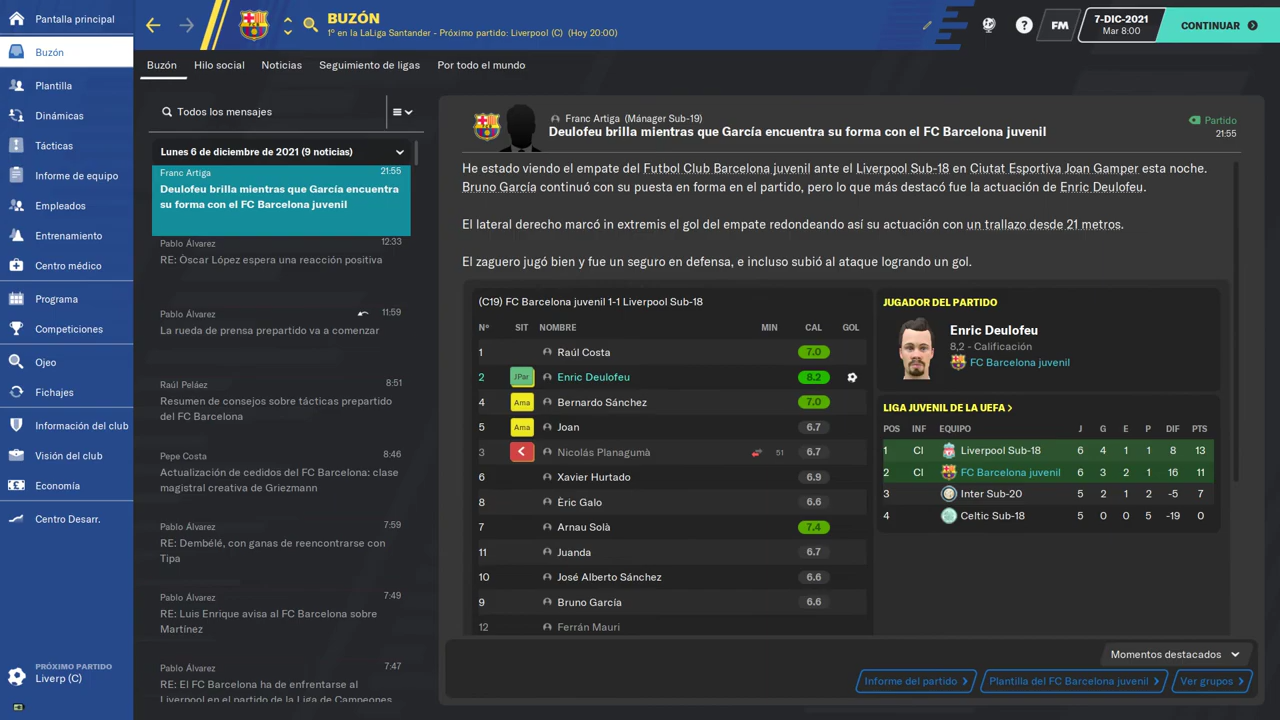 Pantalla principal
BUZÓN
1º en la LaLiga Santander - Próximo partido: Liverpool (C) (Hoy 20:00)
FM
7-DIC-2021
Mar 8:00
CONTINUAR
Buzón
Plantilla
Dinámicas
Tácticas
Informe de equipo
Empleados
Entrenamiento
Centro médico
Programa
Competiciones
Ojeo
Fichajes
Información del club
Visión del club
Economía
Centro Desarr.
PRÓXIMO PARTIDO
Liverp (C)
Buzón Hilo social Noticias Seguimiento de ligas Por todo el mundo
Todos los mensajes
Lunes 6 de diciembre de 2021 (9 noticias)
Franc Artiga 21:55
Deulofeu brilla mientras que García encuentra
su forma con el FC Barcelona juvenil
Pablo Álvarez 12:33
RE: Óscar López espera una reacción positiva
Pablo Álvarez 11:59
La rueda de prensa prepartido va a comenzar
Raúl Peláez 8:51
Resumen de consejos sobre tácticas prepartido
del FC Barcelona
Pepe Costa 8:46
Actualización de cedidos del FC Barcelona: clase
magistral creativa de Griezmann
Pablo Álvarez 7:59
RE: Dembélé, con ganas de reencontrarse con
Tipa
Pablo Álvarez 7:49
RE: Luis Enrique avisa al FC Barcelona sobre
Martínez
Pablo Álvarez 7:47
RE: El FC Barcelona ha de enfrentarse al
Liverpool en el partido de la Liga de Campeones
Franc Artiga (Mánager Sub-19)
Deulofeu brilla mientras que García encuentra su forma con el FC Barcelona juvenil
Partido
21:55
He estado viendo el empate del Futbol Club Barcelona juvenil ante el Liverpool Sub-18 en Ciutat Esportiva Joan Gamper esta noche.
Bruno García continuó con su puesta en forma en el partido, pero lo que más destacó fue la actuación de Enric Deulofeu.
El lateral derecho marcó in extremis el gol del empate redondeando así su actuación con un trallazo desde 21 metros.
El zaguero jugó bien y fue un seguro en defensa, e incluso subió al ataque logrando un gol.
(C19) FC Barcelona juvenil 1-1 Liverpool Sub-18
Nº SIT NOMBRE MIN CAL GOL
1 Raúl Costa 7.0
2 JPar Enric Deulofeu 8.2
4 Ama Bernardo Sánchez 7.0
5 Ama Joan 6.7
3 Nicolás Planagumà 51 6.7
6 Xavier Hurtado 6.9
8 Èric Galo 6.6
7 Arnau Solà 7.4
11 Juanda 6.7
10 José Alberto Sánchez 6.6
9 Bruno García 6.6
12 Ferrán Mauri
JUGADOR DEL PARTIDO
Enric Deulofeu
8,2 - Calificación
FC Barcelona juvenil
LIGA JUVENIL DE LA UEFA
POS INF EQUIPO J G E P DIF PTS
1 Cl Liverpool Sub-18 6 4 1 1 8 13
2 Cl FC Barcelona juvenil 6 3 2 1 16 11
3 Inter Sub-20 5 2 1 2 -5 7
4 Celtic Sub-18 5 0 0 5 -19 0
Momentos destacados
Informe del partido
Plantilla del FC Barcelona juvenil
Ver grupos